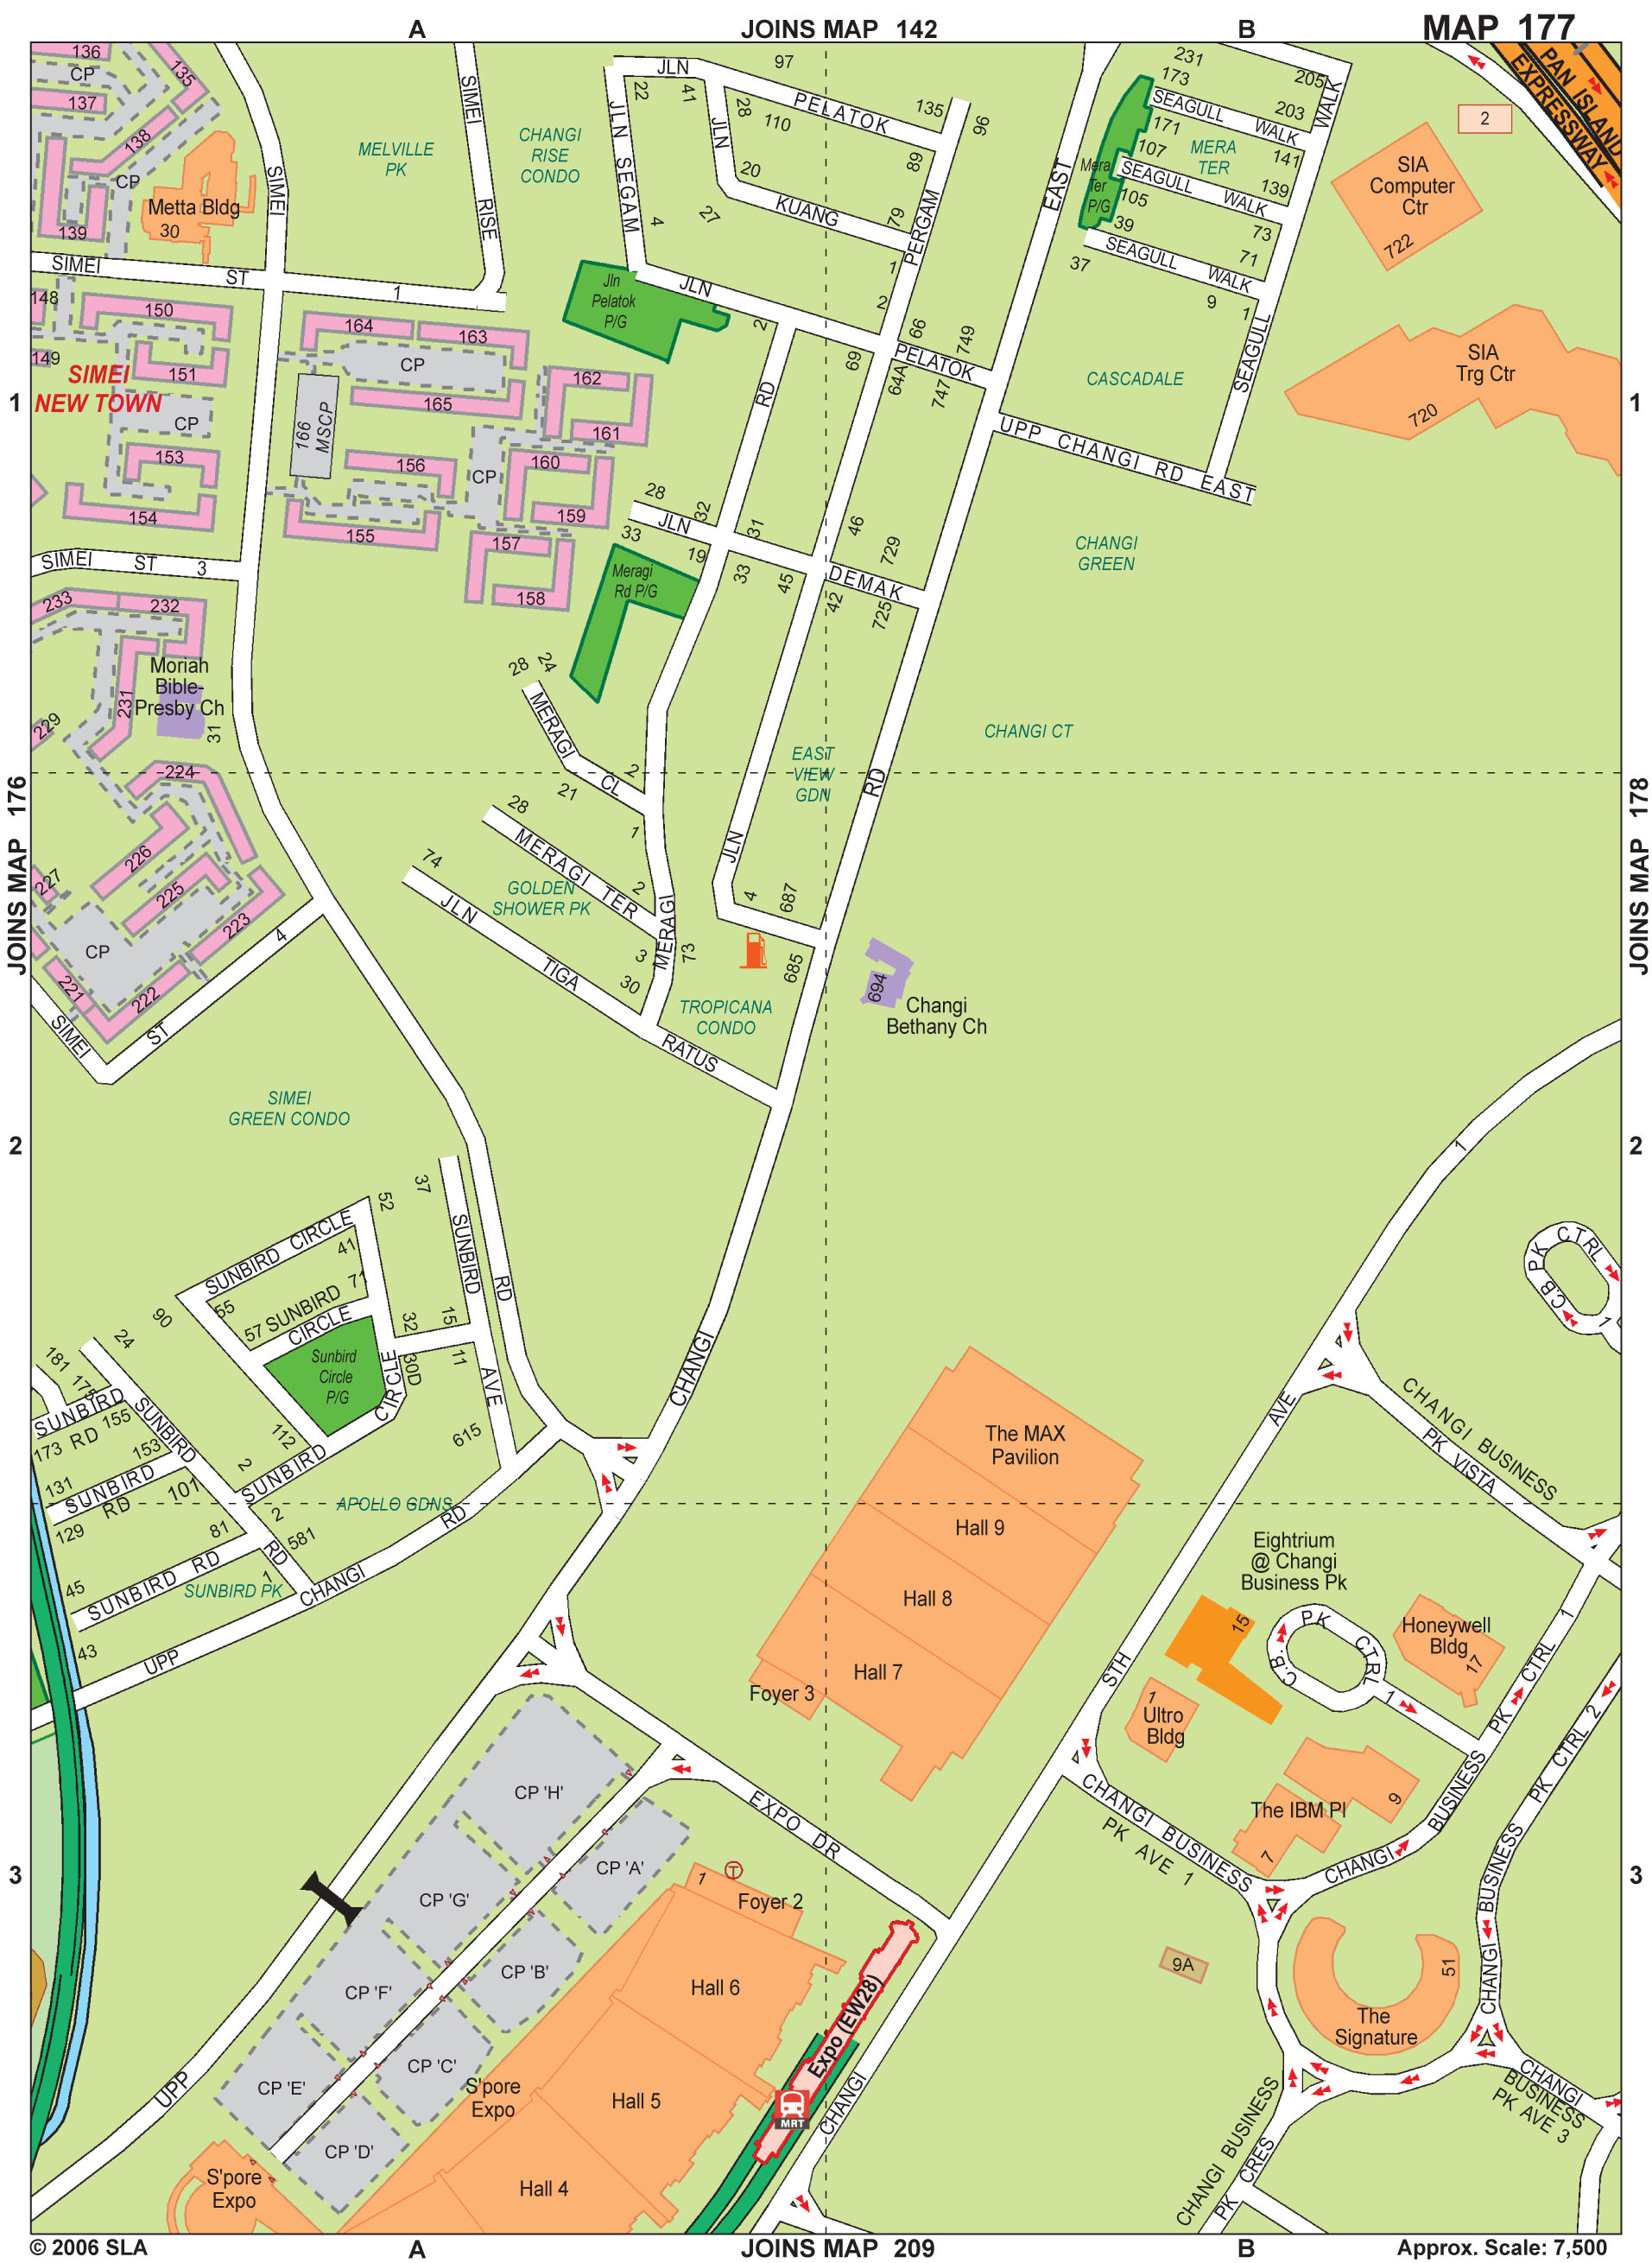 A
JOINS MAP 142
B
MAP 177
136
CP
135
137
138
CP
139
Metta Bldg
30
SIMEI
MELVILLE
PK
SIMEI
RISE
CHANGI
RISE
CONDO
JLN
97
22
41
28
110
PELATOK
135
96
JLN SEGAM
JLN
20
KUANG
89
79
4
27
1
2
PERGAM
EAST
231
173
205
SEAGULL WALK
203
WALK
171
107
MERA
TER
141
Mera
Ter
P/G
SEAGULL WALK
139
105
39
73
SEAGULL WALK
71
37
9
1
SEAGULL
PAN ISLAND
EXPRESSWAY
2
SIA
Computer
Ctr
722
SIA
Trg Ctr
720
SIMEI ST 1
148
150
149
151
SIMEI
NEW TOWN
CP
153
154
164
163
CP
165
166
MSCP
162
161
156
CP
160
159
155
157
158
Jln
Pelatok
P/G
JLN
2
69
66
749
PELATOK
64A
747
RD
CASCADALE
UPP CHANGI RD EAST
1
1
28
JLN
32
33
19
31
33
45
46
729
DEMAK
42
725
CHANGI
GREEN
Meragi
Rd P/G
SIMEI ST 3
233
232
Moriah
Bible-
Presby Ch
231
31
229
224
28
24
MERAGI
CL
2
21
1
EAST
VIEW
GDN
RD
CHANGI CT
JOINS MAP 176
JOINS MAP 178
226
227
225
223
CP
221
222
SIMEI ST 4
28
MERAGI TER
2
74
GOLDEN
SHOWER PK
JLN
TIGA
3
30
MERAGI
73
JLN
4
687
685
694
Changi
Bethany Ch
TROPICANA
CONDO
RATUS
SIMEI
GREEN CONDO
2
2
1
37
52
SUNBIRD CIRCLE
41
SUNBIRD
RD
55
71
57 SUNBIRD
CIRCLE
90
32
15
24
Sunbird
Circle
P/G
30D
11
CIRCLE
AVE
181
175
SUNBIRD
155
173 RD
SUNBIRD
153
112
2
SUNBIRD
615
131
SUNBIRD
RD
101
129
APOLLO GDNS
RD
2
81
581
RD
45
SUNBIRD RD
SUNBIRD PK
1
CHANGI
43
UPP
CHANGI
The MAX
Pavilion
Hall 9
Hall 8
Hall 7
Foyer 3
AVE
C.B PK CTRL
1
CHANGI BUSINESS
PK VISTA
Eightrium
@ Changi
Business Pk
15
C.B. PK CTRL 1
Honeywell
Bldg
17
STH
1
Ultro
Bldg
The IBM Pl
9
7
CHANGI BUSINESS PK CTRL 1
CHANGI BUSINESS PK CTRL 2
CHANGI BUSINESS
PK AVE 1
CP 'H'
CP 'A'
CP 'G'
CP 'F'
CP 'B'
CP 'E'
CP 'C'
CP 'D'
EXPO DR
1
T
Foyer 2
Hall 6
Hall 5
Hall 4
S'pore
Expo
S'pore
Expo
3
3
UPP
Expo (EW28)
MRT
CHANGI
9A
51
The
Signature
CHANGI
BUSINESS
PK AVE 3
CHANGI BUSINESS
PK CRES
© 2006 SLA
A
JOINS MAP 209
B
Approx. Scale: 7,500